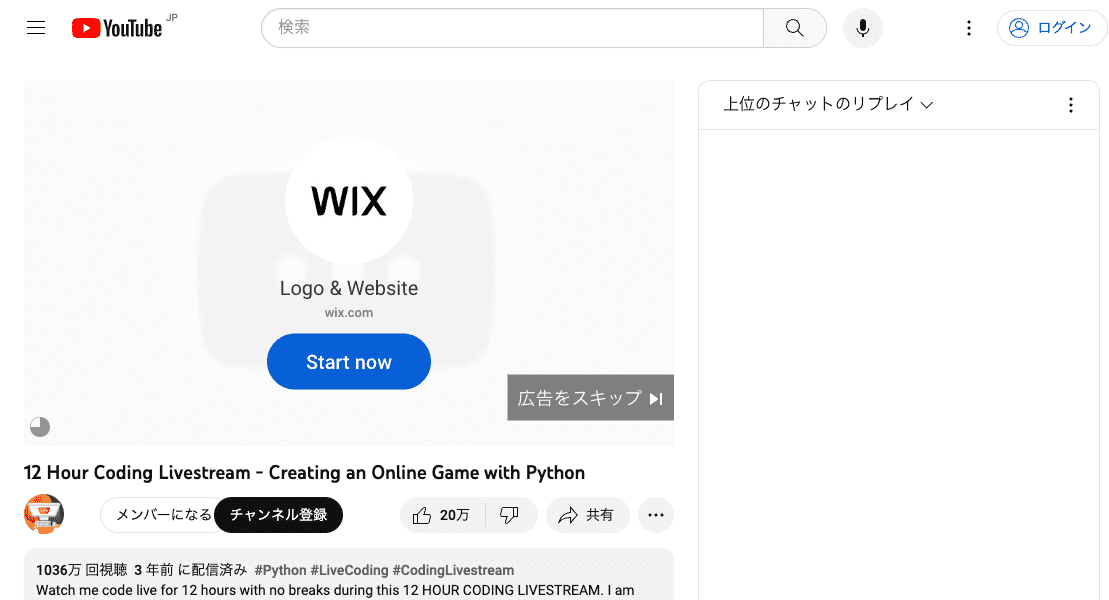 YouTube JP
検索
ログイン
上位のチャットのリプレイ
WIX
Logo & Website
wix.com
Start now
広告をスキップ
12 Hour Coding Livestream - Creating an Online Game with Python
メンバーになる
チャンネル登録
20万
共有
1036万 回視聴 3 年前 に配信済み #Python #LiveCoding #CodingLivestream
Watch me code live for 12 hours with no breaks during this 12 HOUR CODING LIVESTREAM. I am